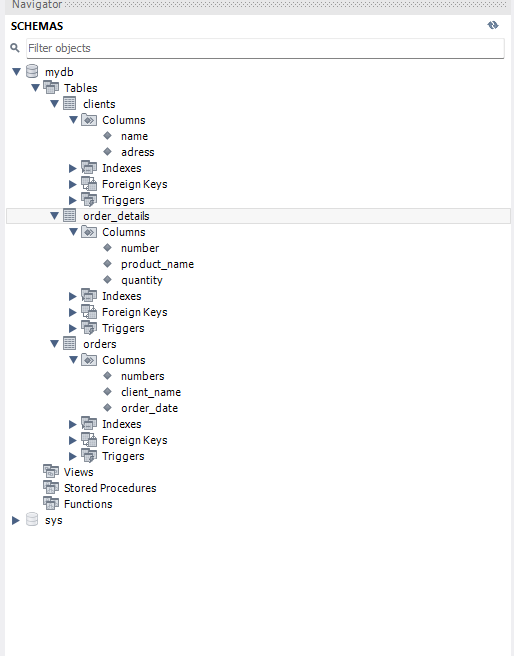 Navigator
SCHEMAS
Filter objects
mydb
Tables
clients
Columns
name
adress
Indexes
Foreign Keys
Triggers
order_details
Columns
number
product_name
quantity
Indexes
Foreign Keys
Triggers
orders
Columns
numbers
client_name
order_date
Indexes
Foreign Keys
Triggers
Views
Stored Procedures
Functions
sys